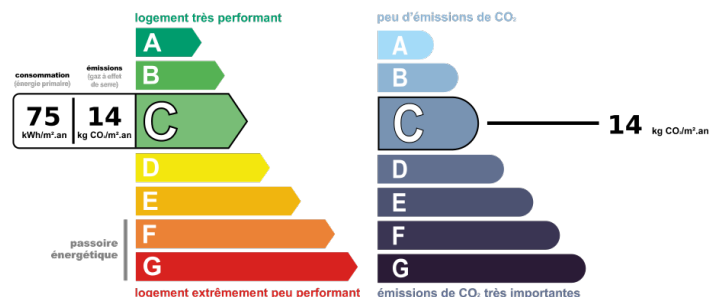 logement très performant
A
B
consommation
(énergie primaire)
émissions
(gaz à effet
de serre)
75
kWh/m².an
14
kg CO₂/m².an
C
D
E
F
G
passoire
énergétique
logement extrêmement peu performant
peu d'émissions de CO₂
A
B
C
14 kg CO₂/m².an
D
E
F
G
émissions de CO₂ très importantes